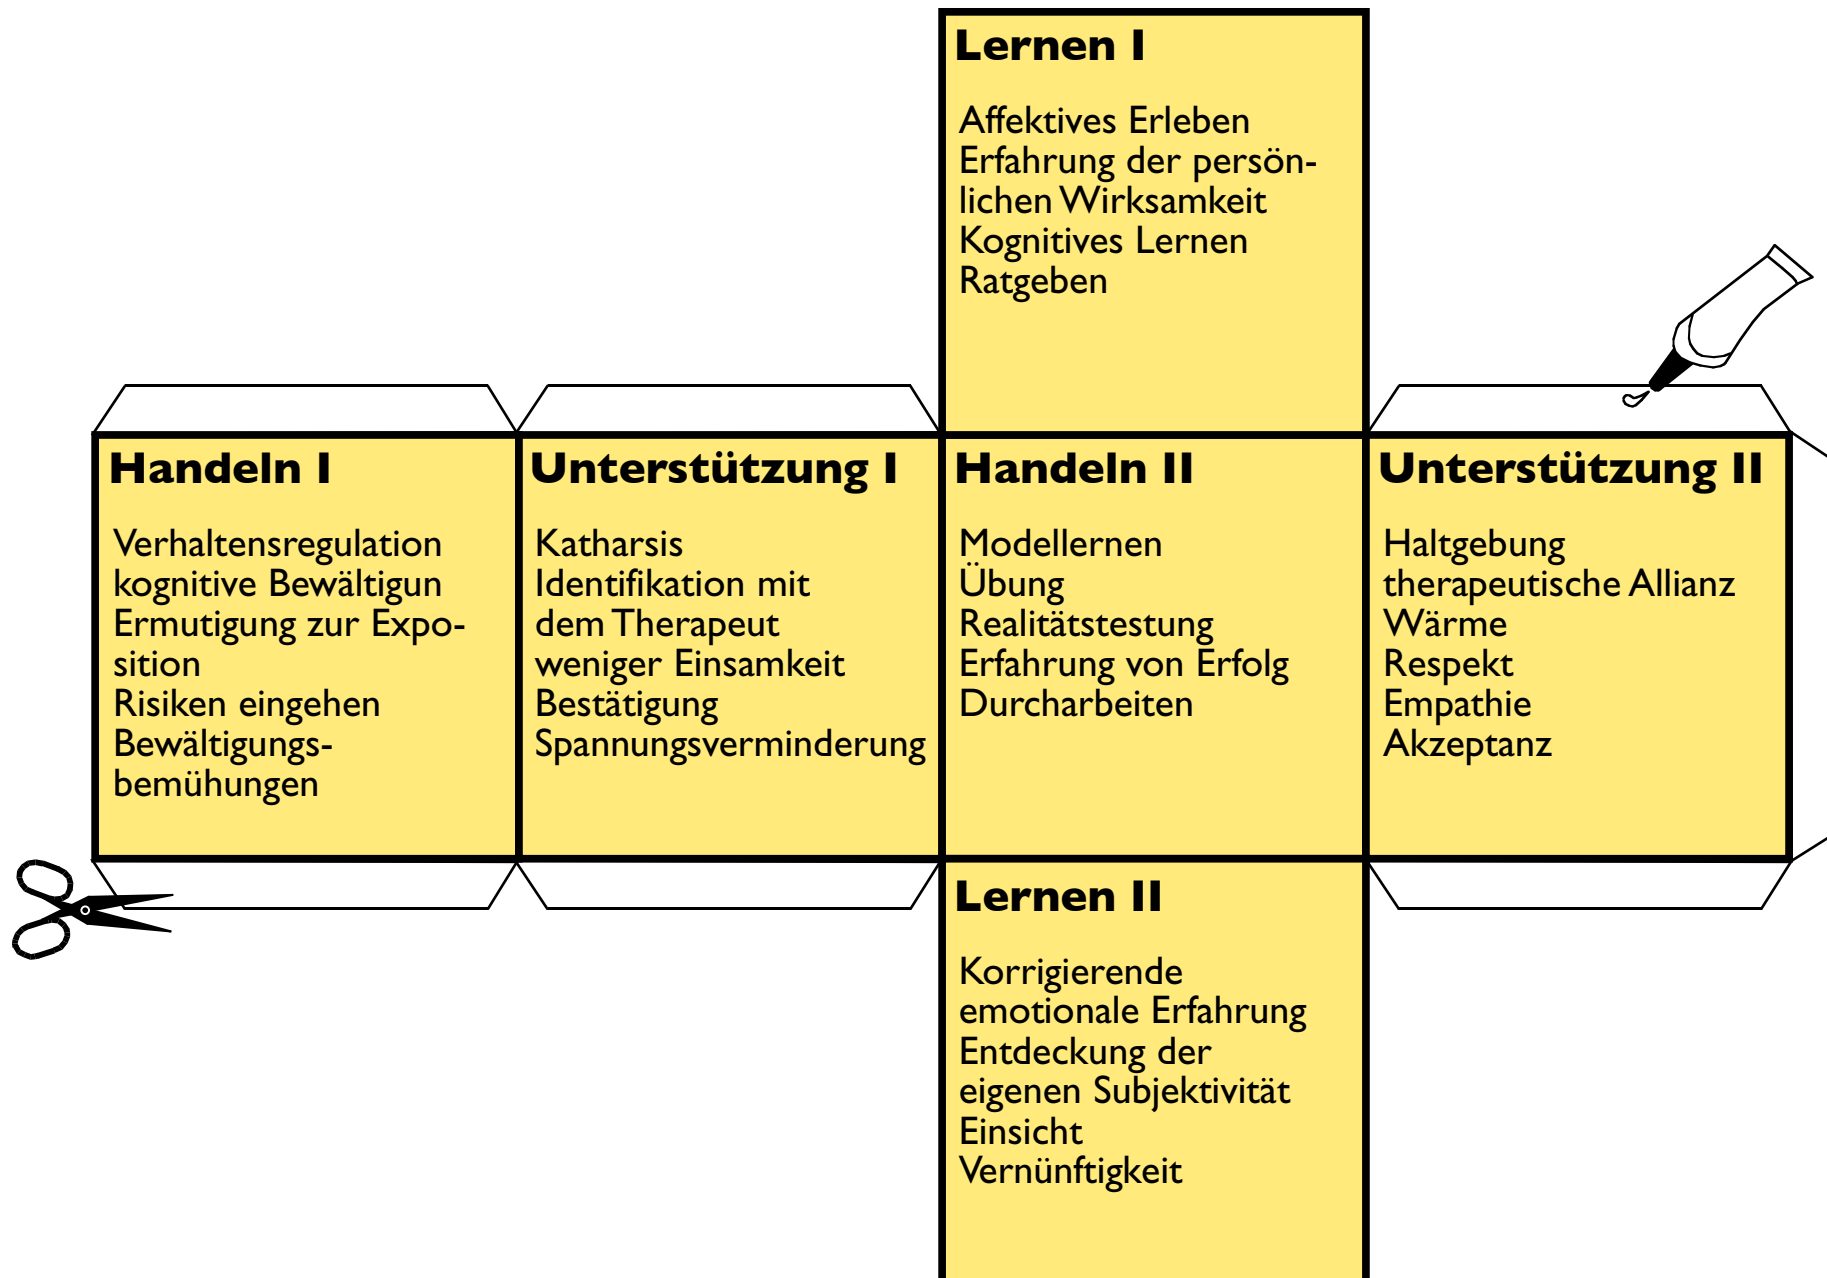 Lernen I
Affektives Erleben
Erfahrung der persön-
lichen Wirksamkeit
Kognitives Lernen
Ratgeben
Handeln I
Verhaltensregulation
kognitive Bewältigun
Ermutigung zur Expo-
sition
Risiken eingehen
Bewältigungs-
bemühungen
Unterstützung I
Katharsis
Identifikation mit
dem Therapeut
weniger Einsamkeit
Bestätigung
Spannungsverminderung
Handeln II
Modellernen
Übung
Realitätstestung
Erfahrung von Erfolg
Durcharbeiten
Unterstützung II
Haltgebung
therapeutische Allianz
Wärme
Respekt
Empathie
Akzeptanz
Lernen II
Korrigierende
emotionale Erfahrung
Entdeckung der
eigenen Subjektivität
Einsicht
Vernünftigkeit